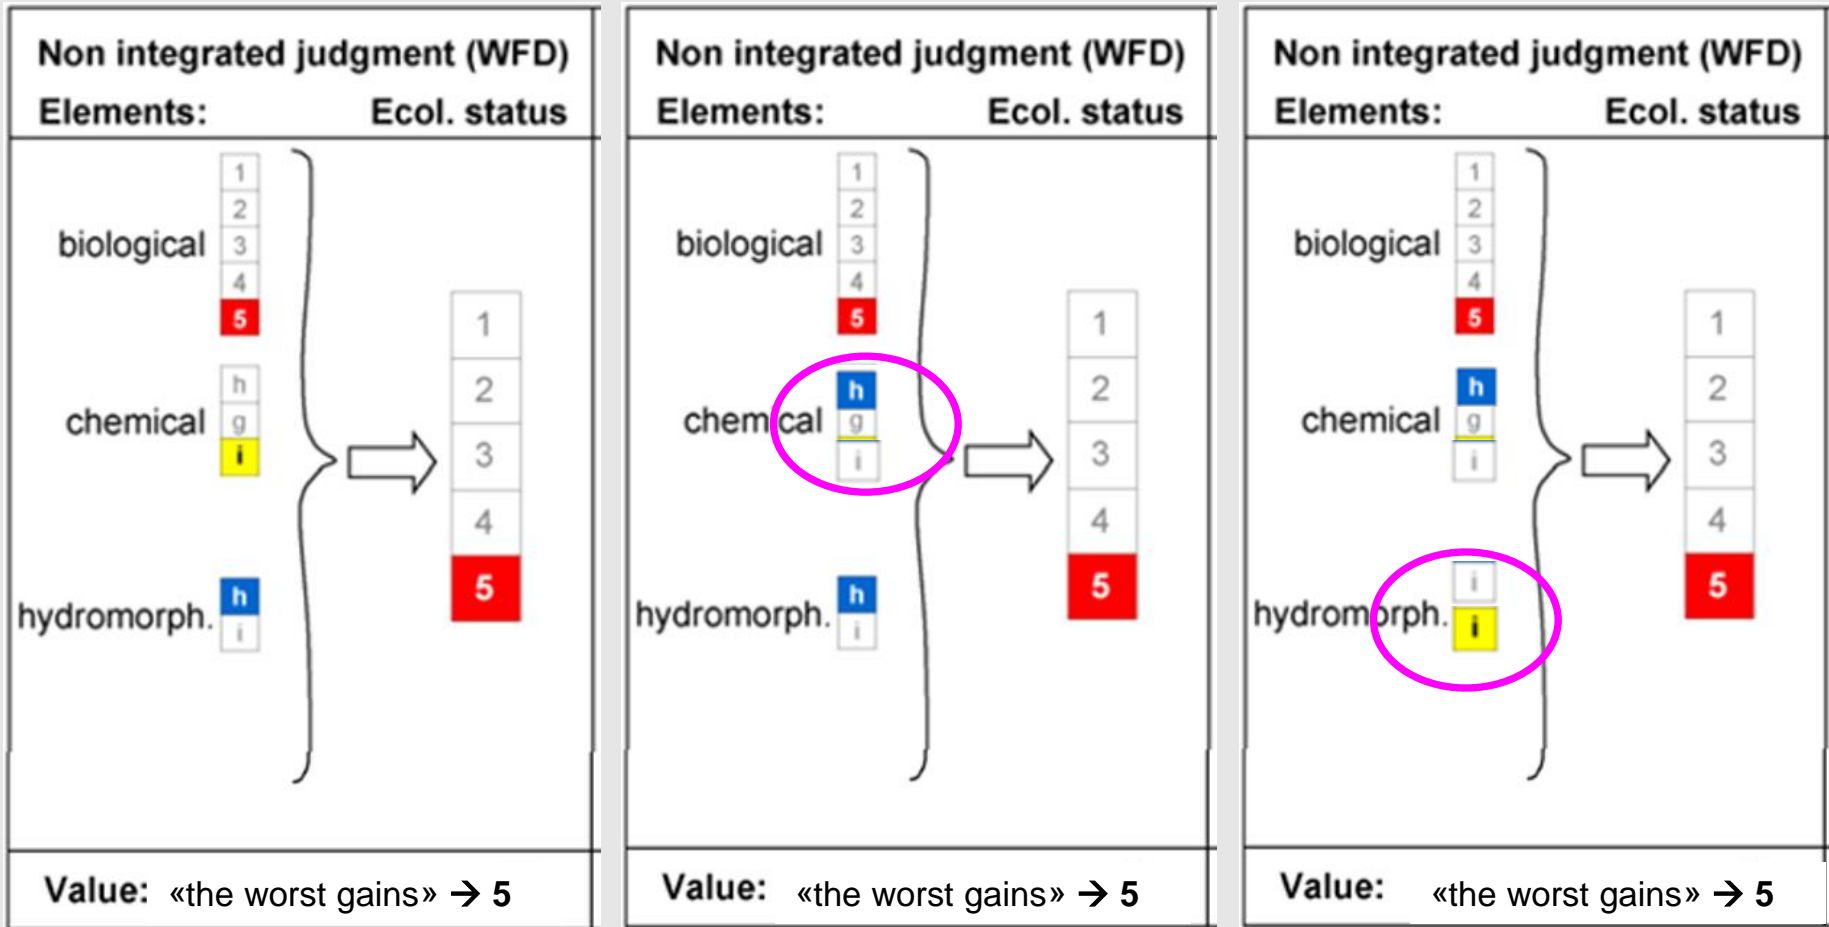 Non integrated judgment (WFD)
Elements: Ecol. status
1
2
biological 3
4
5
h
chemical g
i
h
hydromorph. i
1
2
3
4
5
Value: «the worst gains» → 5
Non integrated judgment (WFD)
Elements: Ecol. status
1
2
biological 3
4
5
h
chemical g
i
h
hydromorph. i
1
2
3
4
5
Value: «the worst gains» → 5
Non integrated judgment (WFD)
Elements: Ecol. status
1
2
biological 3
4
5
h
chemical g
i
i
hydromorph. i
1
2
3
4
5
Value: «the worst gains» → 5